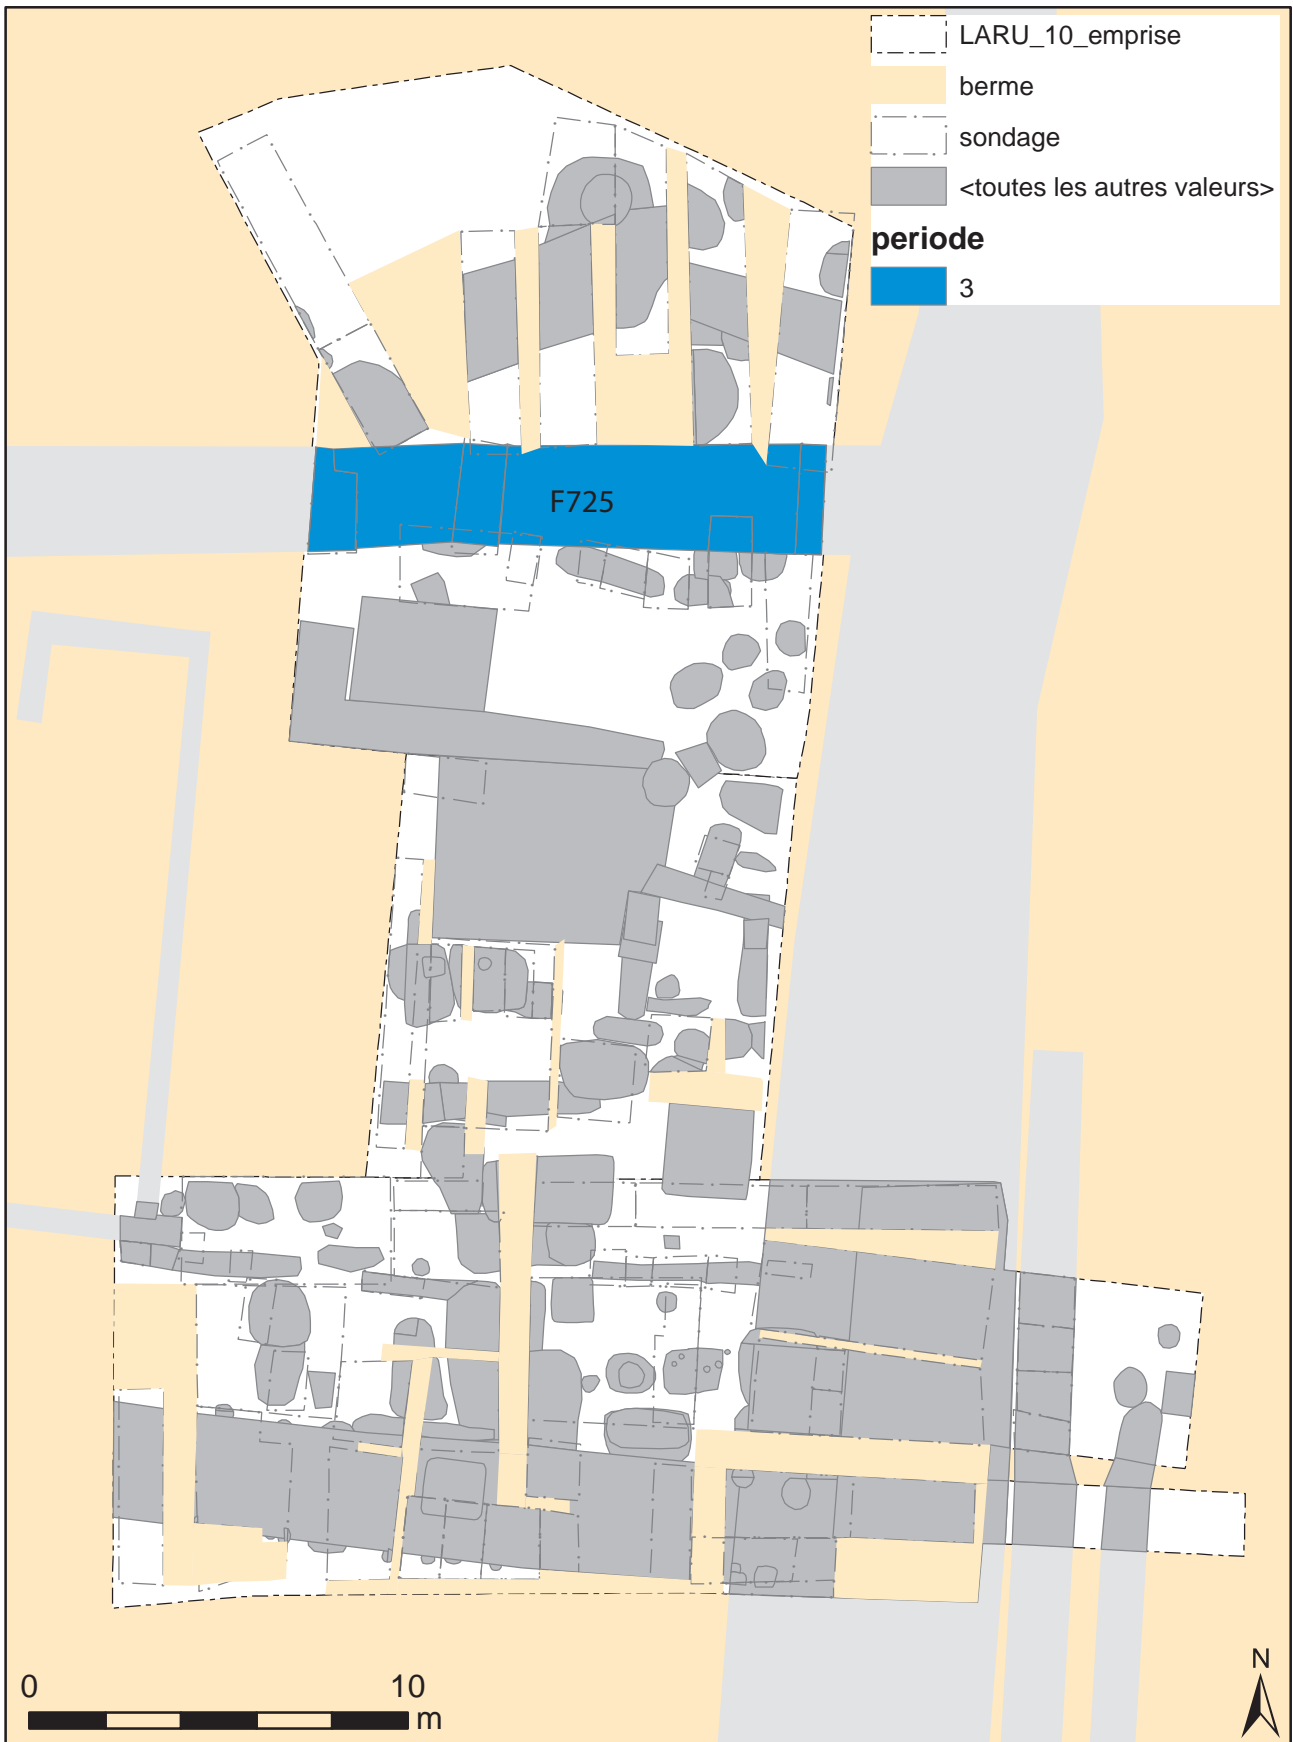 LARU_10_emprise
berme
sondage
<toutes les autres valeurs>
periode
3
F725
0 10
m
N